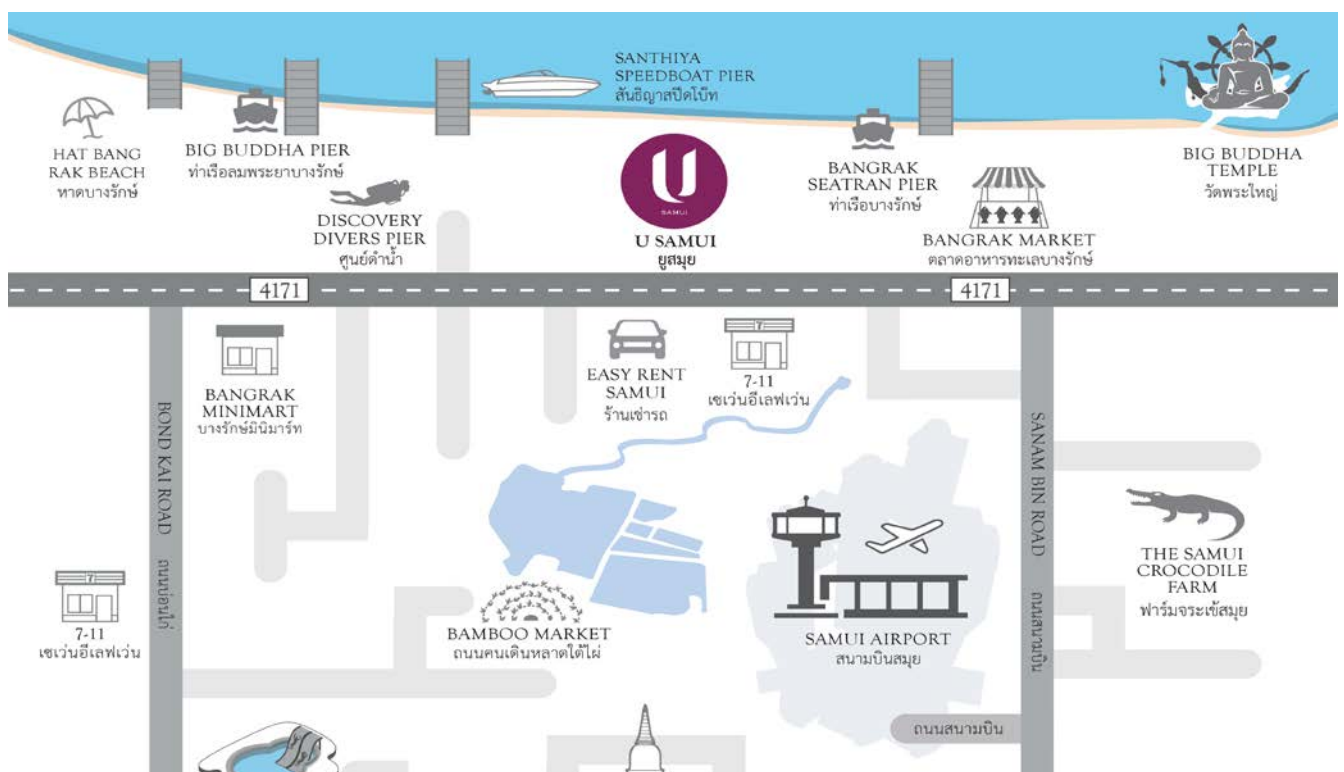 SANTHIYA
SPEEDBOAT PIER
สันธิญาสปีดโบ๊ท
HAT BANG
RAK BEACH
หาดบางรักษ์
BIG BUDDHA PIER
ท่าเรือลมพระยาบางรักษ์
DISCOVERY
DIVERS PIER
ศูนย์ดำน้ำ
U
SAMUI
U SAMUI
ยูสมุย
BANGRAK
SEATRAN PIER
ท่าเรือบางรักษ์
BANGRAK MARKET
ตลาดอาหารทะเลบางรักษ์
BIG BUDDHA
TEMPLE
วัดพระใหญ่
4171
4171
BANGRAK
MINIMART
บางรักษ์มินิมาร์ท
EASY RENT
SAMUI
ร้านเช่ารถ
7
7-11
เซเว่นอีเลฟเว่น
BOND KAI ROAD ถนนบ่อนไก่
SANAM BIN ROAD ถนนสนามบิน
7
7-11
เซเว่นอีเลฟเว่น
BAMBOO MARKET
ถนนคนเดินหลาดใต้ไผ่
SAMUI AIRPORT
สนามบินสมุย
THE SAMUI
CROCODILE
FARM
ฟาร์มจระเข้สมุย
ถนนสนามบิน